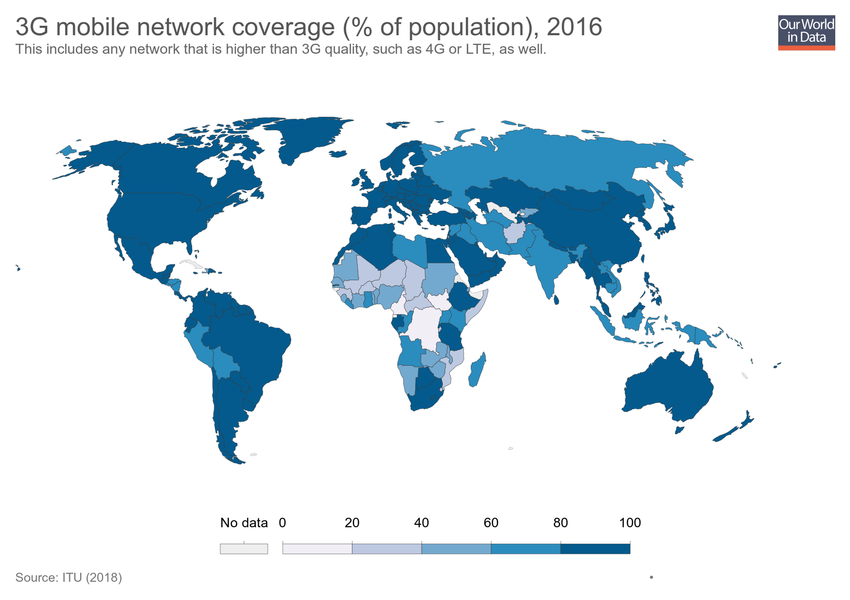 3G mobile network coverage (% of population), 2016
This includes any network that is higher than 3G quality, such as 4G or LTE, as well.
Our World
in Data
No data 0 20 40 60 80 100
Source: ITU (2018)